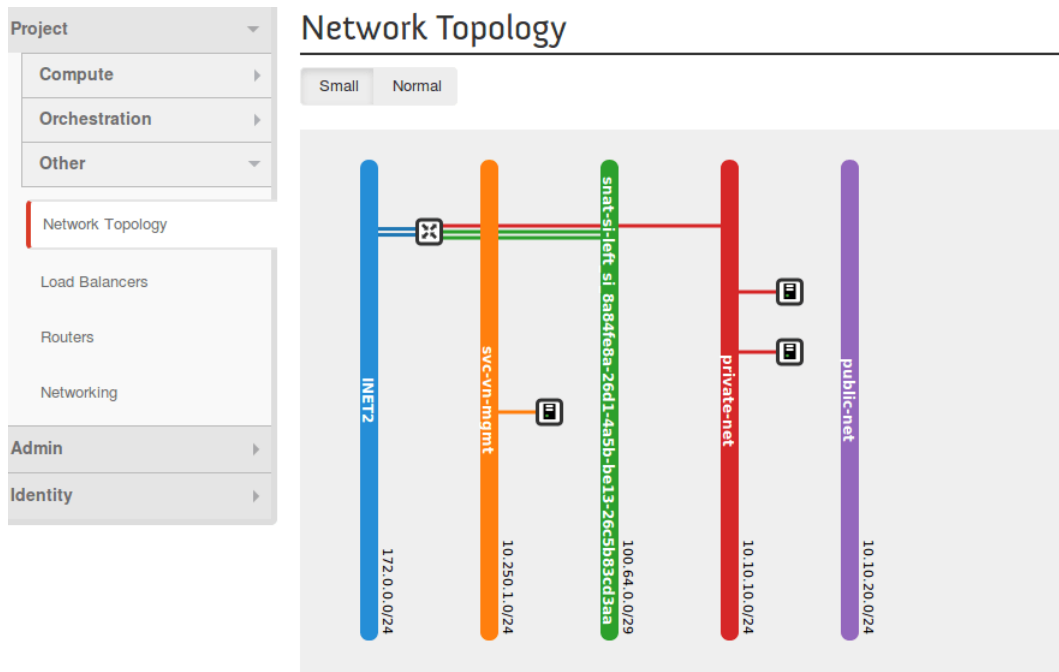 Project
Compute
Orchestration
Other
Network Topology
Load Balancers
Routers
Networking
Admin
Identity
Network Topology
Small
Normal
INET2
172.0.0.0/24
svc-vn-mgmt
10.250.1.0/24
snat-si-left_si_8a84fe8a-26d1-4a5b-be13-26c5b83cd3aa
100.64.0.0/29
private-net
10.10.10.0/24
public-net
10.10.20.0/24